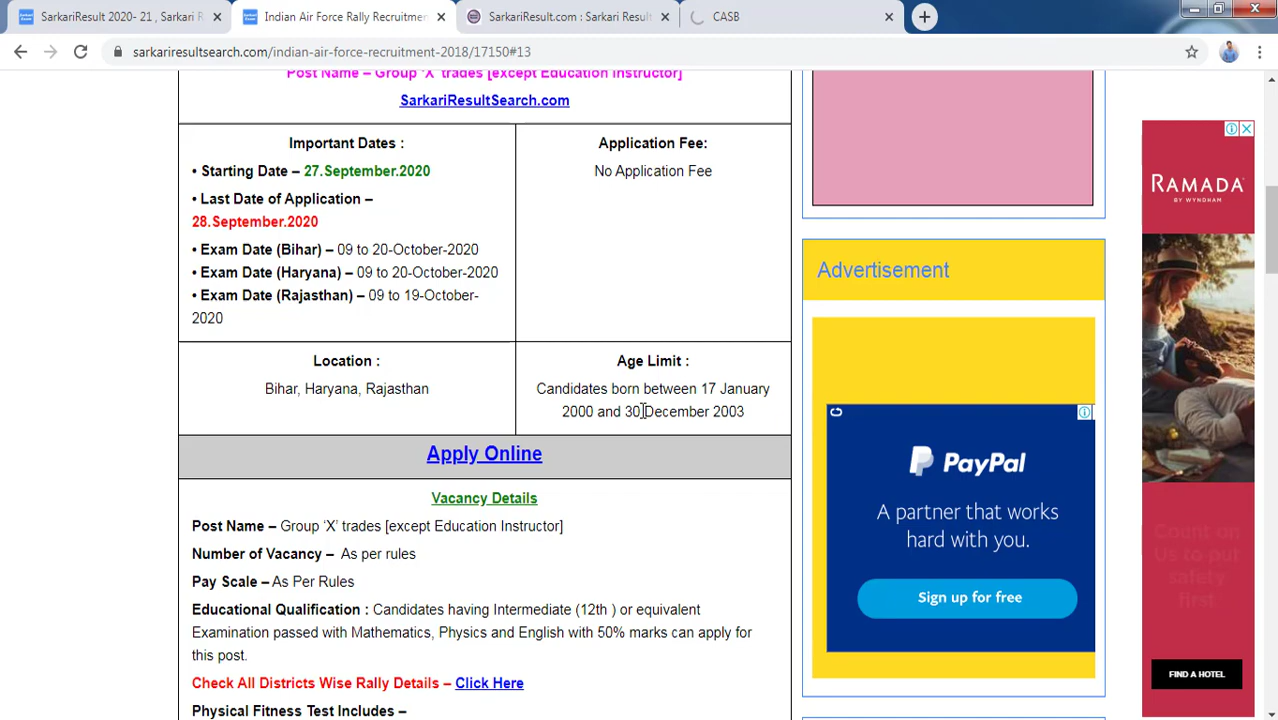 SarkariResult 2020- 21 , Sarkari R
Indian Air Force Rally Recruitmen
SarkariResult.com : Sarkari Result
CASB
sarkariresultsearch.com/indian-air-force-recruitment-2018/17150#13
Post Name – Group ‘X’ trades [except Education Instructor]
SarkariResultSearch.com
Important Dates :
• Starting Date – 27.September.2020
• Last Date of Application –
28.September.2020
• Exam Date (Bihar) – 09 to 20-October-2020
• Exam Date (Haryana) – 09 to 20-October-2020
• Exam Date (Rajasthan) – 09 to 19-October-
2020
Application Fee:
No Application Fee
Location :
Bihar, Haryana, Rajasthan
Age Limit :
Candidates born between 17 January
2000 and 30 December 2003
Apply Online
Vacancy Details
Post Name – Group ‘X’ trades [except Education Instructor]
Number of Vacancy – As per rules
Pay Scale – As Per Rules
Educational Qualification : Candidates having Intermediate (12th ) or equivalent
Examination passed with Mathematics, Physics and English with 50% marks can apply for
this post.
Check All Districts Wise Rally Details – Click Here
Physical Fitness Test Includes –
Advertisement
PayPal
A partner that works
hard with you.
Sign up for free
RAMADA
BY WYNDHAM
Count on
Us to put
safety
first
FIND A HOTEL